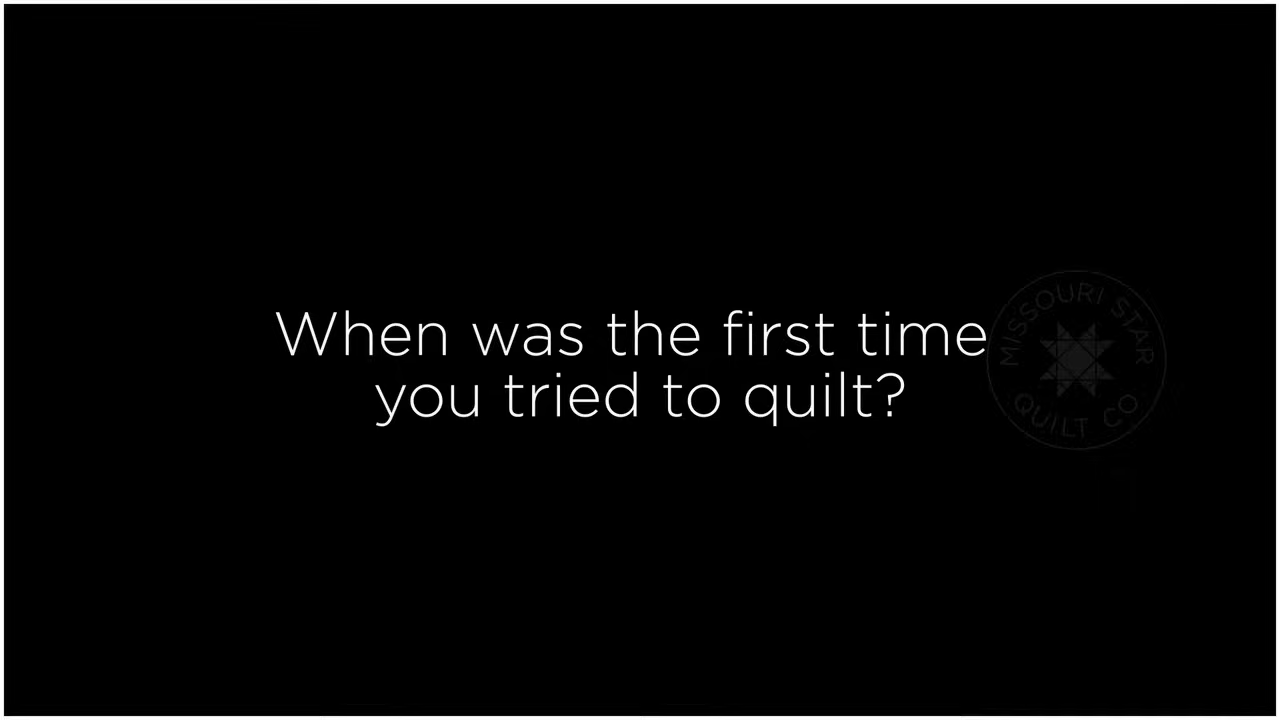 When was the first time
you tried to quilt?
MISSOURI STAR
QUILT CO